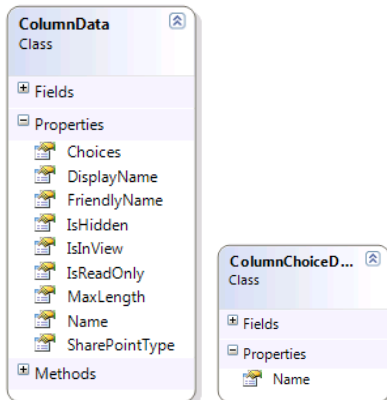 ColumnData
Class
Fields
Properties
Choices
DisplayName
FriendlyName
IsHidden
IsInView
IsReadOnly
MaxLength
Name
SharePointType
Methods
ColumnChoiceD...
Class
Fields
Properties
Name